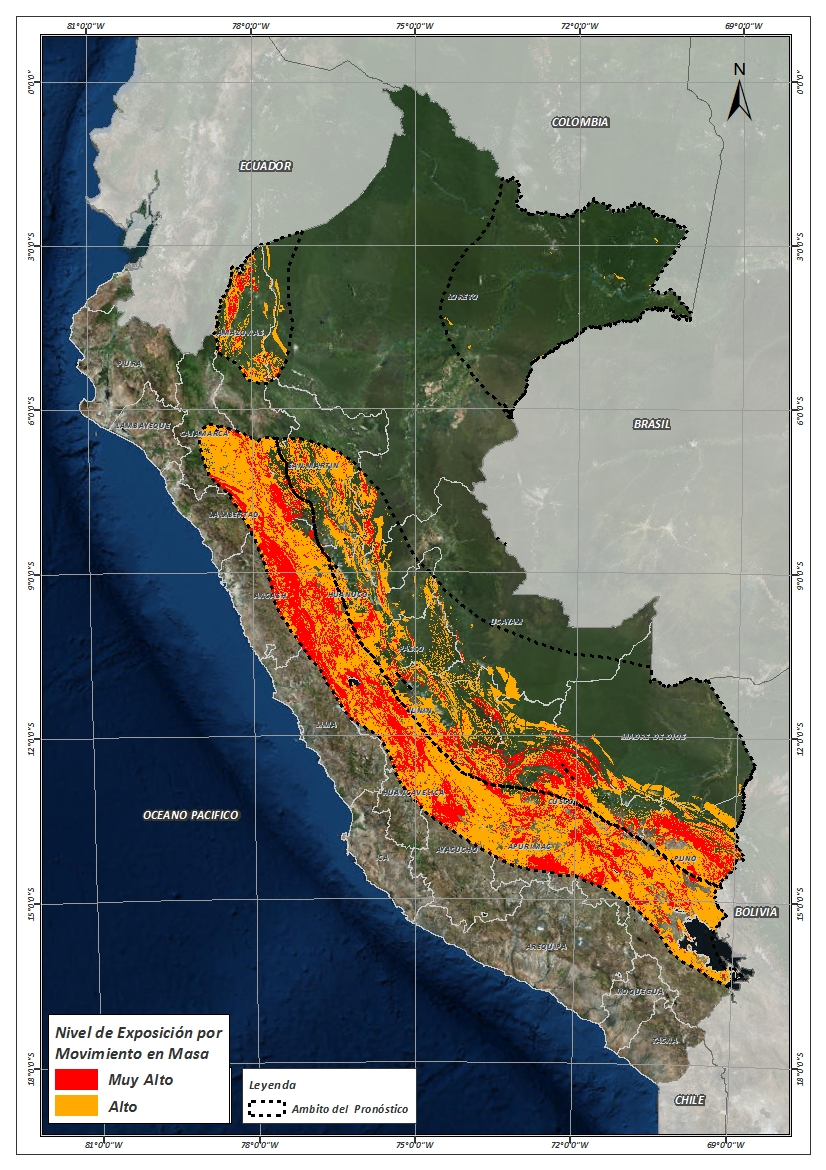 81°0'0"W 78°0'0"W 75°0'0"W 72°0'0"W 69°0'0"W
N
0°0'0"
0°0'0"
COLOMBIA
ECUADOR
3°0'0"S
3°0'0"S
LORETO
AMAZONAS
PIURA
6°0'0"S
6°0'0"S
LAMBAYEQUE
CAJAMARCA
BRASIL
SAN MARTIN
LA LIBERTAD
9°0'0"S
9°0'0"S
ANCASH
HUANUCO
UCAYALI
PASCO
JUNIN
LIMA
MADRE DE DIOS
12°0'0"S
12°0'0"S
HUANCAVELICA
CUSCO
OCEANO PACIFICO
ICA
AYACUCHO
APURIMAC
PUNO
15°0'0"S
15°0'0"S
BOLIVIA
AREQUIPA
MOQUEGUA
TACNA
18°0'0"S
18°0'0"S
CHILE
Nivel de Exposición por
Movimiento en Masa
Muy Alto
Alto
Leyenda
Ambito del Pronóstico
81°0'0"W 78°0'0"W 75°0'0"W 72°0'0"W 69°0'0"W